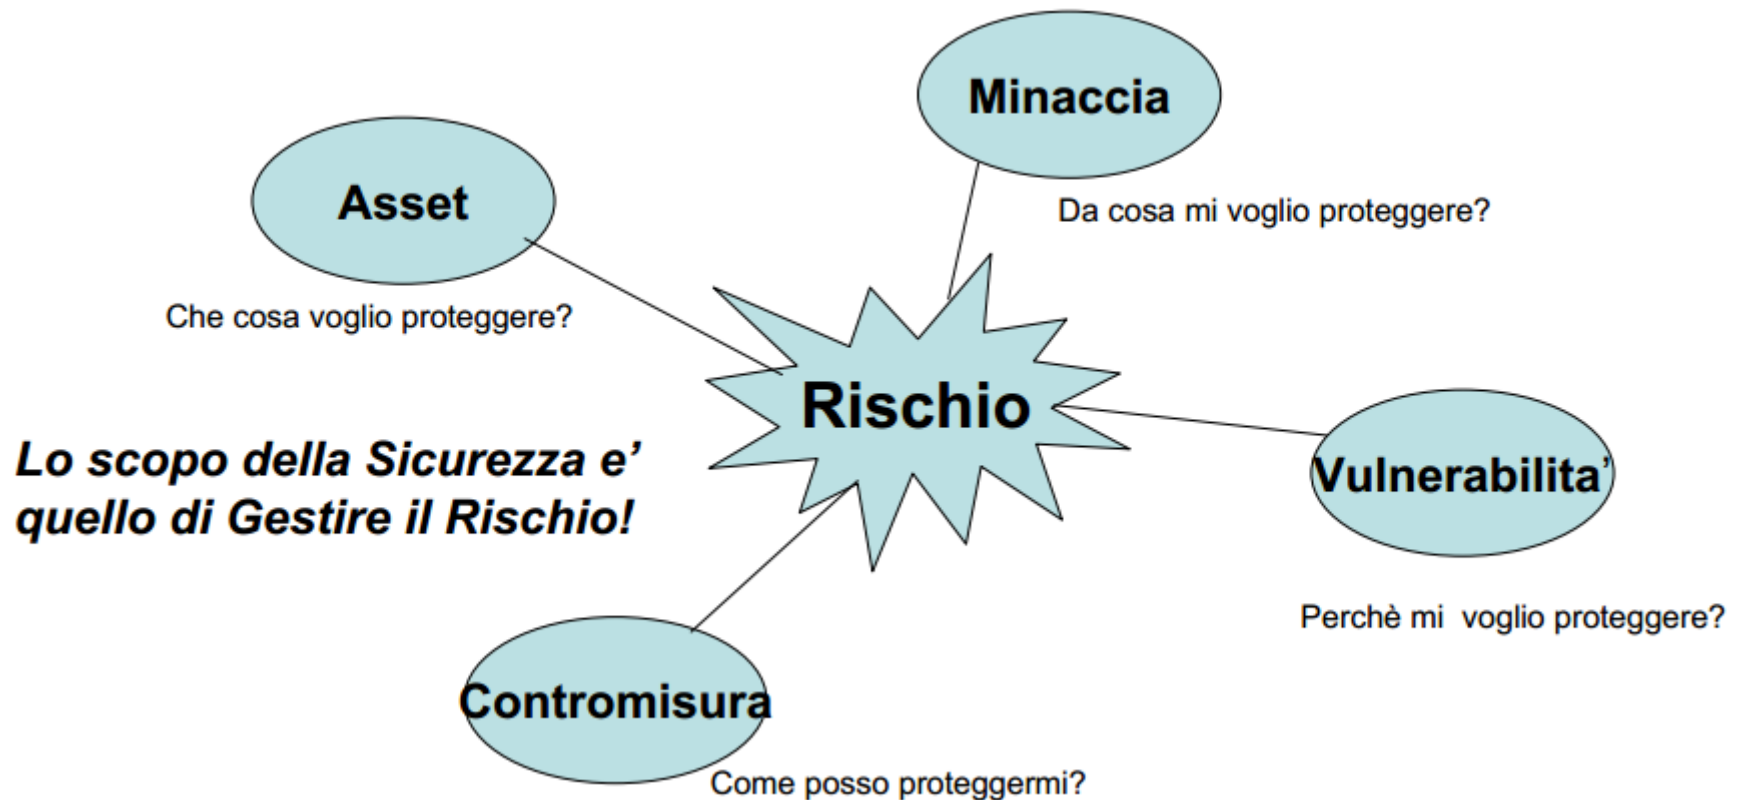 Minaccia
Asset
Da cosa mi voglio proteggere?
Che cosa voglio proteggere?
Rischio
Lo scopo della Sicurezza e’
quello di Gestire il Rischio!
Vulnerabilita’
Perchè mi  voglio proteggere?
Contromisura
Come posso proteggermi?